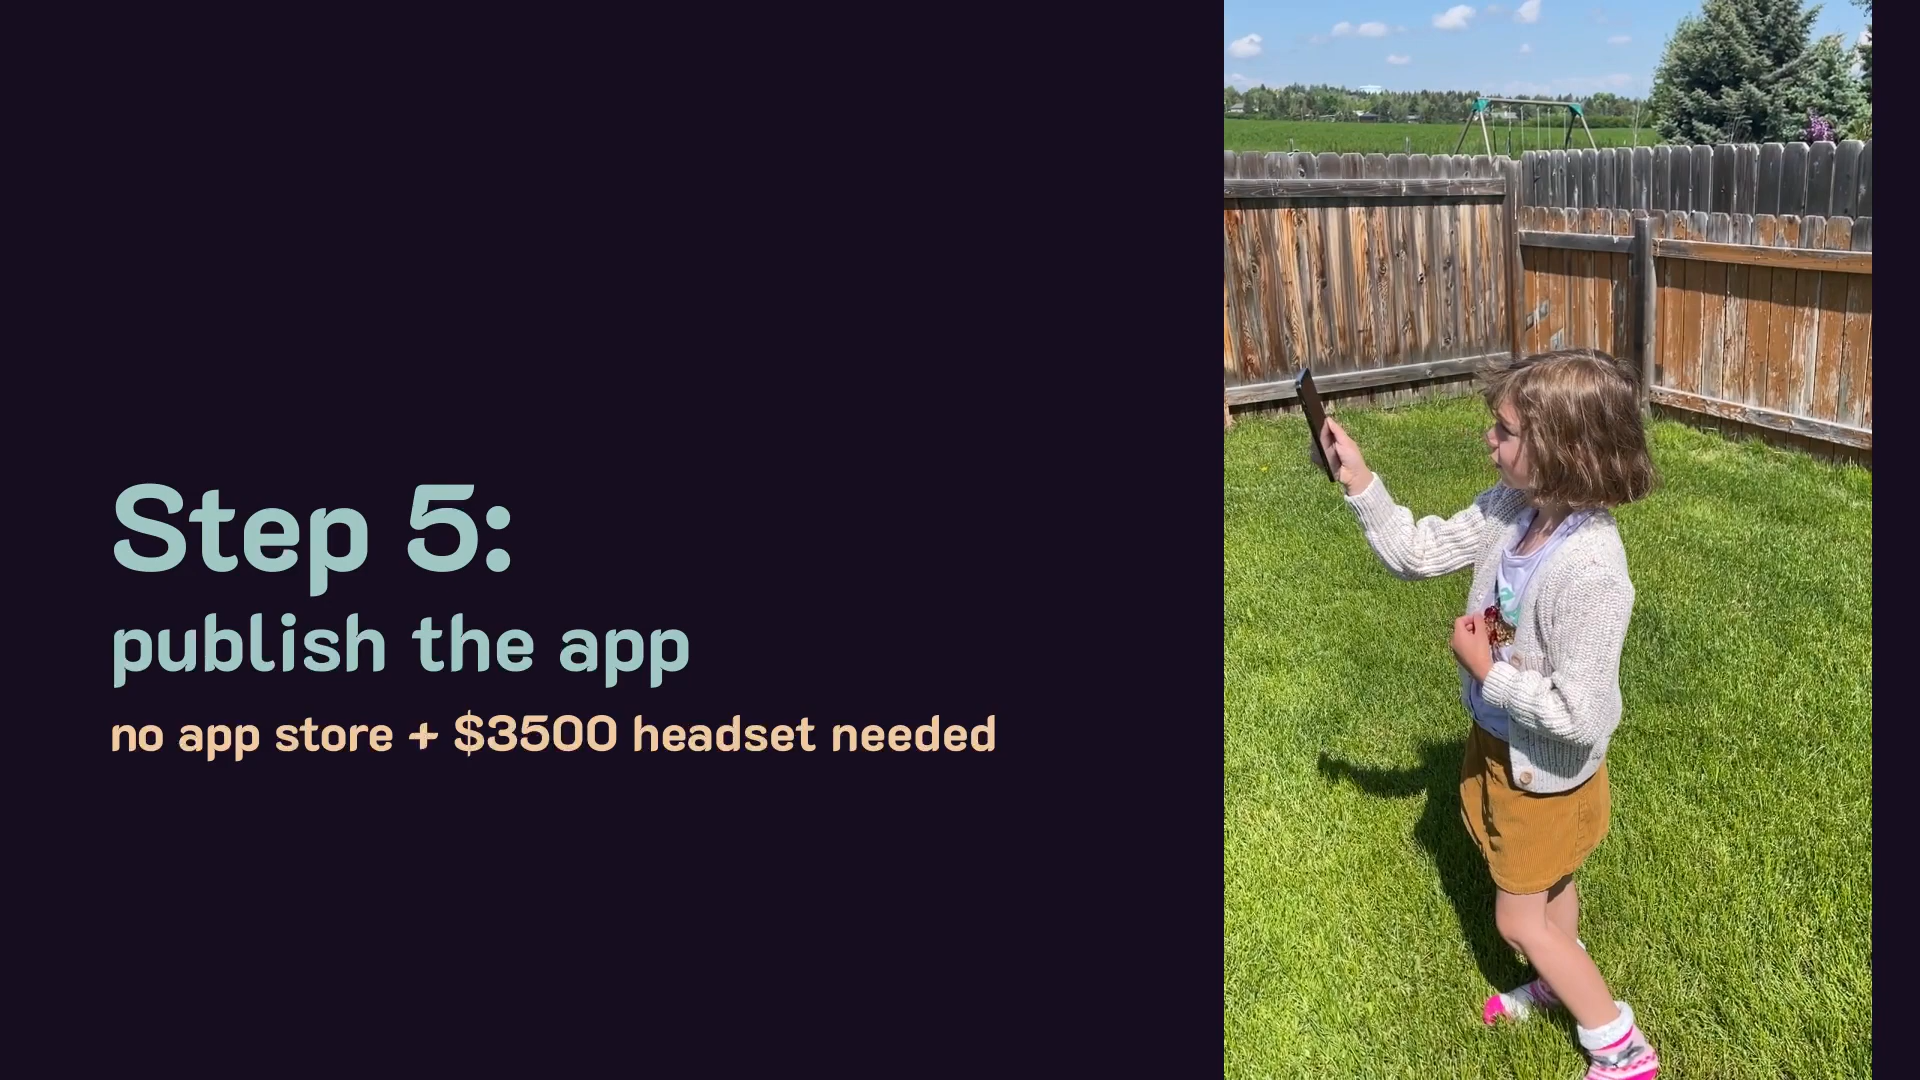 Step 5:
publish the app
no app store + $3500 headset needed